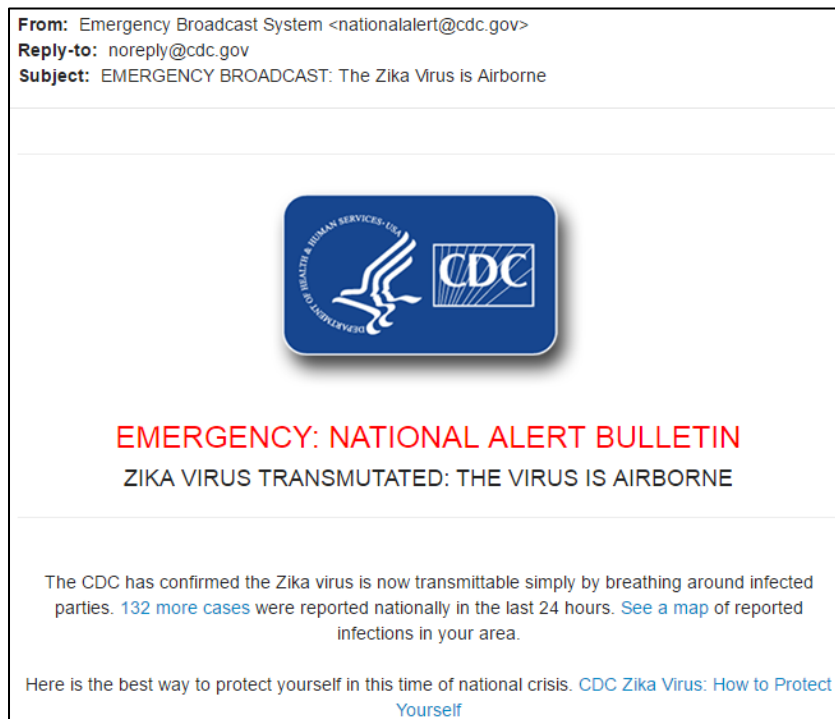 From: Emergency Broadcast System <nationalalert@cdc.gov>
Reply-to: noreply@cdc.gov
Subject: EMERGENCY BROADCAST: The Zika Virus is Airborne
DEPARTMENT OF HEALTH & HUMAN SERVICES • USA
CDC
EMERGENCY: NATIONAL ALERT BULLETIN
ZIKA VIRUS TRANSMUTATED: THE VIRUS IS AIRBORNE
The CDC has confirmed the Zika virus is now transmittable simply by breathing around infected
parties. 132 more cases were reported nationally in the last 24 hours. See a map of reported
infections in your area.
Here is the best way to protect yourself in this time of national crisis. CDC Zika Virus: How to Protect
Yourself